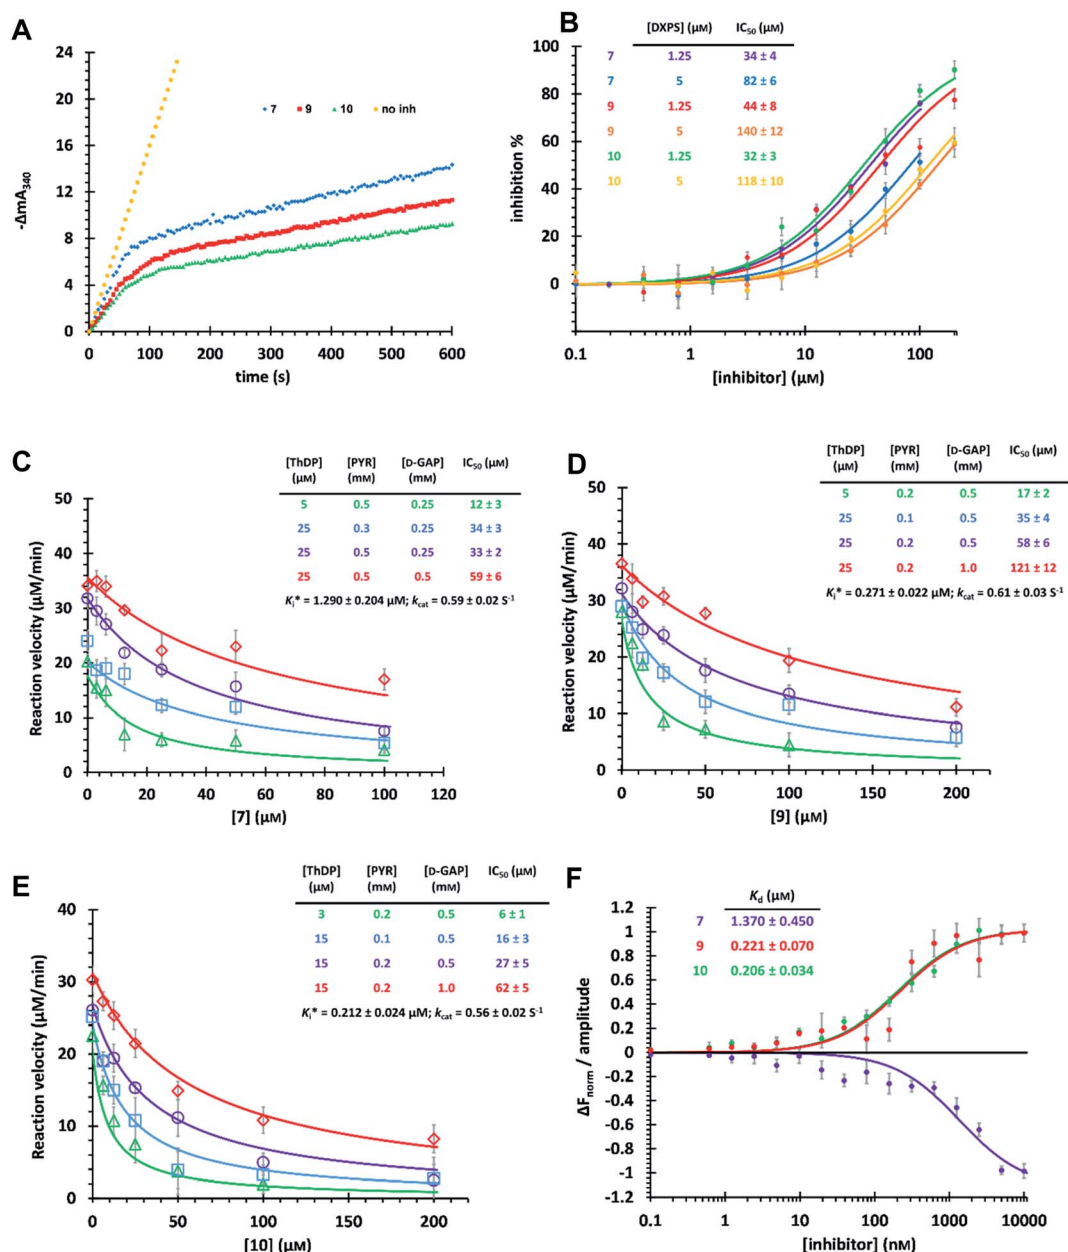 A
24
20
16
12
8
4
0
-ΔmA340
7 9 10 no inh
0 100 200 300 400 500 600
time (s)
B
[DXPS] (μM) IC50 (μM)
7 1.25 34 ± 4
7 5 82 ± 6
9 1.25 44 ± 8
9 5 140 ± 12
10 1.25 32 ± 3
10 5 118 ± 10
100
80
60
40
20
0
inhibition %
0.1 1 10 100
[inhibitor] (μM)
C
[ThDP] [PYR] [D-GAP] IC50 (μM)
(μM) (mM) (mM)
5 0.5 0.25 12 ± 3
25 0.3 0.25 34 ± 3
25 0.5 0.25 33 ± 2
25 0.5 0.5 59 ± 6
Ki* = 1.290 ± 0.204 μM; kcat = 0.59 ± 0.02 S-1
50
40
30
20
10
0
Reaction velocity (μM/min)
0 20 40 60 80 100 120
[7] (μM)
D
[ThDP] [PYR] [D-GAP] IC50 (μM)
(μM) (mM) (mM)
5 0.2 0.5 17 ± 2
25 0.1 0.5 35 ± 4
25 0.2 0.5 58 ± 6
25 0.2 1.0 121 ± 12
Ki* = 0.271 ± 0.022 μM; kcat = 0.61 ± 0.03 S-1
50
40
30
20
10
0
Reaction velocity (μM/min)
0 50 100 150 200
[9] (μM)
E
[ThDP] [PYR] [D-GAP] IC50 (μM)
(μM) (mM) (mM)
3 0.2 0.5 6 ± 1
15 0.1 0.5 16 ± 3
15 0.2 0.5 27 ± 5
15 0.2 1.0 62 ± 5
Ki* = 0.212 ± 0.024 μM; kcat = 0.56 ± 0.02 S-1
40
30
20
10
0
Reaction velocity (μM/min)
0 50 100 150 200
[10] (μM)
F
Kd (μM)
7 1.370 ± 0.450
9 0.221 ± 0.070
10 0.206 ± 0.034
1.2
1
0.8
0.6
0.4
0.2
0
-0.2
-0.4
-0.6
-0.8
-1
-1.2
ΔFnorm / amplitude
0.1 1 10 100 1000 10000
[inhibitor] (nM)